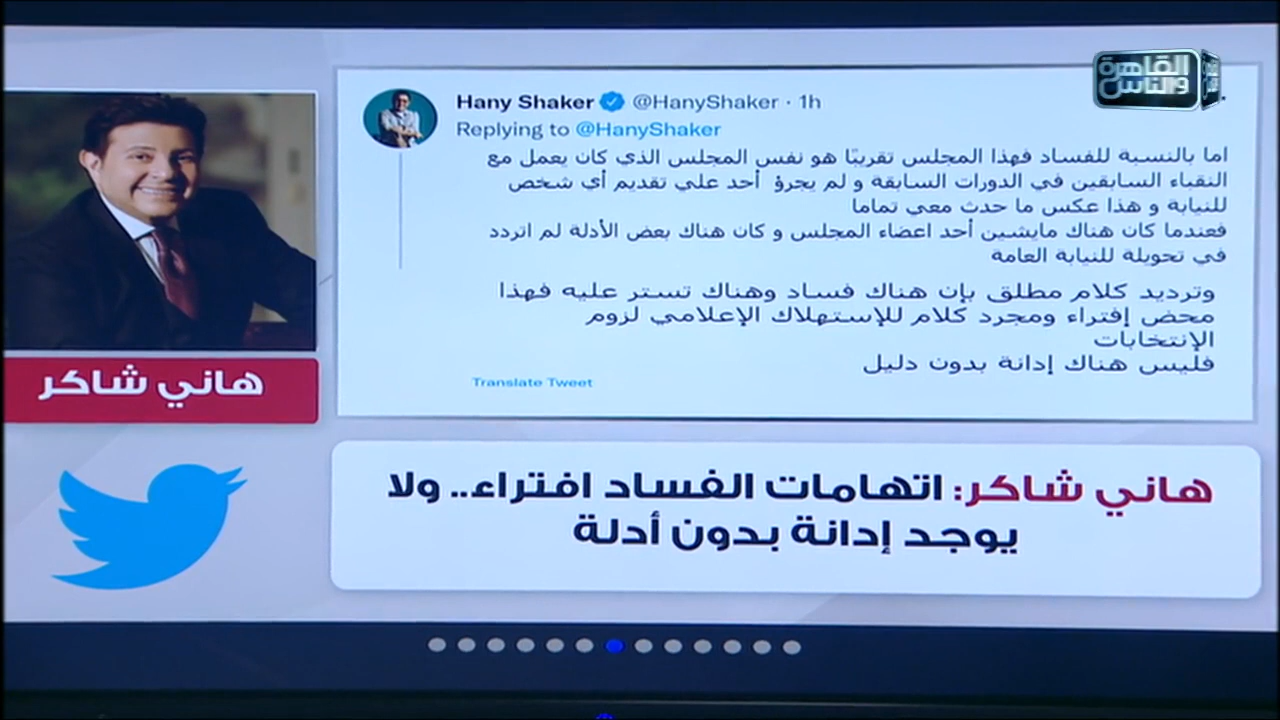 القاهرة
والناس
Hany Shaker @HanyShaker · 1h
Replying to @HanyShaker
اما بالنسبة للفساد فهذا المجلس تقريبًا هو نفس المجلس الذي كان يعمل مع
النقباء السابقين في الدورات السابقة و لم يجرؤ أحد علي تقديم أي شخص
للنيابة و هذا عكس ما حدث معي تماما
فعندما كان هناك مايشين أحد اعضاء المجلس و كان هناك بعض الأدلة لم اتردد
في تحويلة للنيابة العامة
وترديد كلام مطلق بإن هناك فساد وهناك تستر عليه فهذا
محض إفتراء ومجرد كلام للإستهلاك الإعلامي لزوم
الإنتخابات
فليس هناك إدانة بدون دليل
Translate Tweet
هاني شاكر
هاني شاكر: اتهامات الفساد افتراء.. ولا
يوجد إدانة بدون أدلة